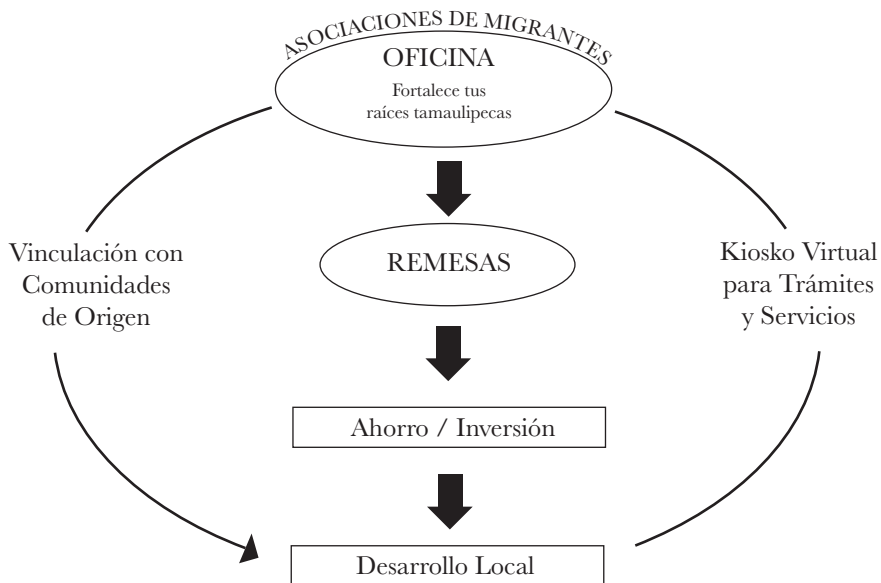 ASOCIACIONES DE MIGRANTES
OFICINA
Fortalece tus
raíces tamaulipecas
Vinculación con
Comunidades
de Origen
REMESAS
Kiosko Virtual
para Trámites
y Servicios
Ahorro / Inversión
Desarrollo Local